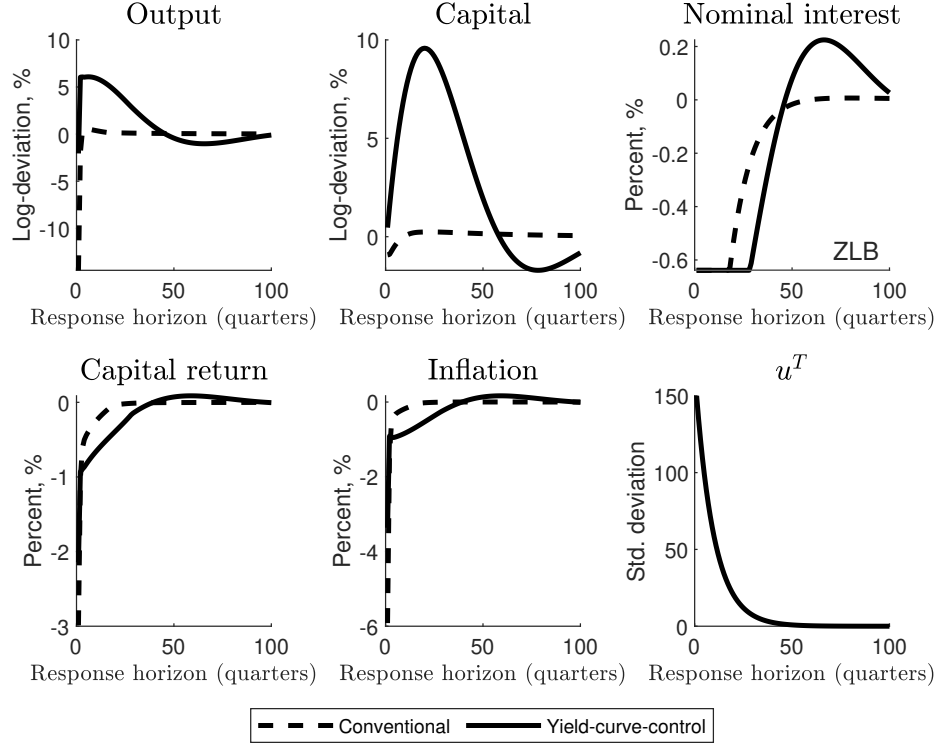 Output
Capital
Nominal interest
Log-deviation, %
10
5
0
-5
-10
0
50
100
Response horizon (quarters)
Log-deviation, %
10
5
0
0
50
100
Response horizon (quarters)
Percent, %
0.2
0
-0.2
-0.4
-0.6
ZLB
0
50
100
Response horizon (quarters)
Capital return
Inflation
u^T
Percent, %
0
-1
-2
-3
0
50
100
Response horizon (quarters)
Percent, %
0
-2
-4
-6
0
50
100
Response horizon (quarters)
Std. deviation
150
100
50
0
0
50
100
Response horizon (quarters)
Conventional
Yield-curve-control